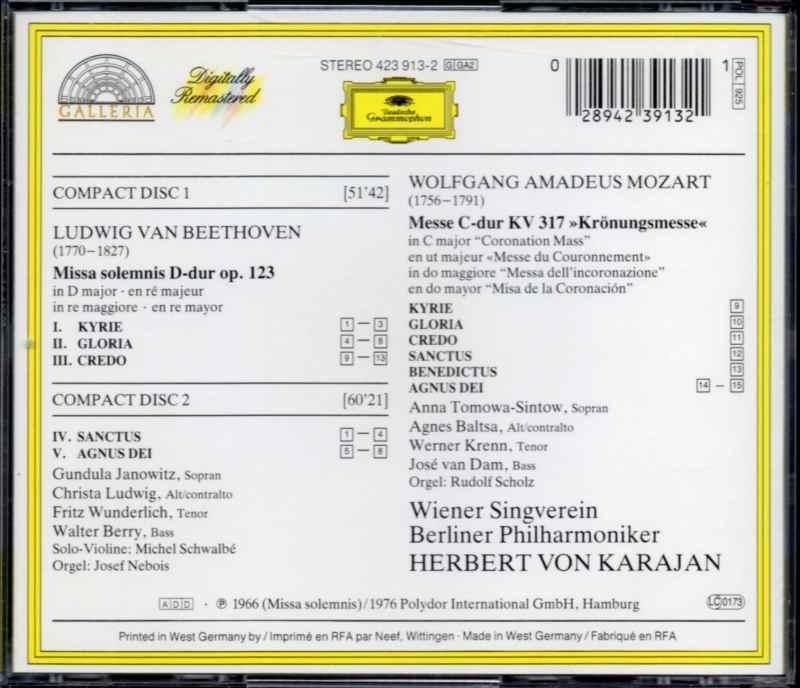 GALLERIA
Digitally
Remastered
STEREO 423 913-2 G GA2
Deutsche
Grammophon
0 28942 39132 1
POL 925
COMPACT DISC 1 [51'42]
LUDWIG VAN BEETHOVEN
(1770–1827)
Missa solemnis D-dur op. 123
in D major · en ré majeur
in re maggiore · en re mayor
I. KYRIE 1 – 3
II. GLORIA 4 – 8
III. CREDO 9 – 13
COMPACT DISC 2 [60'21]
IV. SANCTUS 1 – 4
V. AGNUS DEI 5 – 8
Gundula Janowitz, Sopran
Christa Ludwig, Alt/contralto
Fritz Wunderlich, Tenor
Walter Berry, Bass
Solo-Violine: Michel Schwalbé
Orgel: Josef Nebois
WOLFGANG AMADEUS MOZART
(1756–1791)
Messe C-dur KV 317 »Krönungsmesse«
in C major “Coronation Mass”
en ut majeur «Messe du Couronnement»
in do maggiore “Messa dell'incoronazione”
en do mayor “Misa de la Coronación”
KYRIE 9
GLORIA 10
CREDO 11
SANCTUS 12
BENEDICTUS 13
AGNUS DEI 14 – 15
Anna Tomowa-Sintow, Sopran
Agnes Baltsa, Alt/contralto
Werner Krenn, Tenor
José van Dam, Bass
Orgel: Rudolf Scholz
Wiener Singverein
Berliner Philharmoniker
HERBERT VON KARAJAN
ADD · ℗ 1966 (Missa solemnis)/1976 Polydor International GmbH, Hamburg
LC 0173
Printed in West Germany by / Imprimé en RFA par Neef, Wittingen · Made in West Germany / Fabriqué en RFA